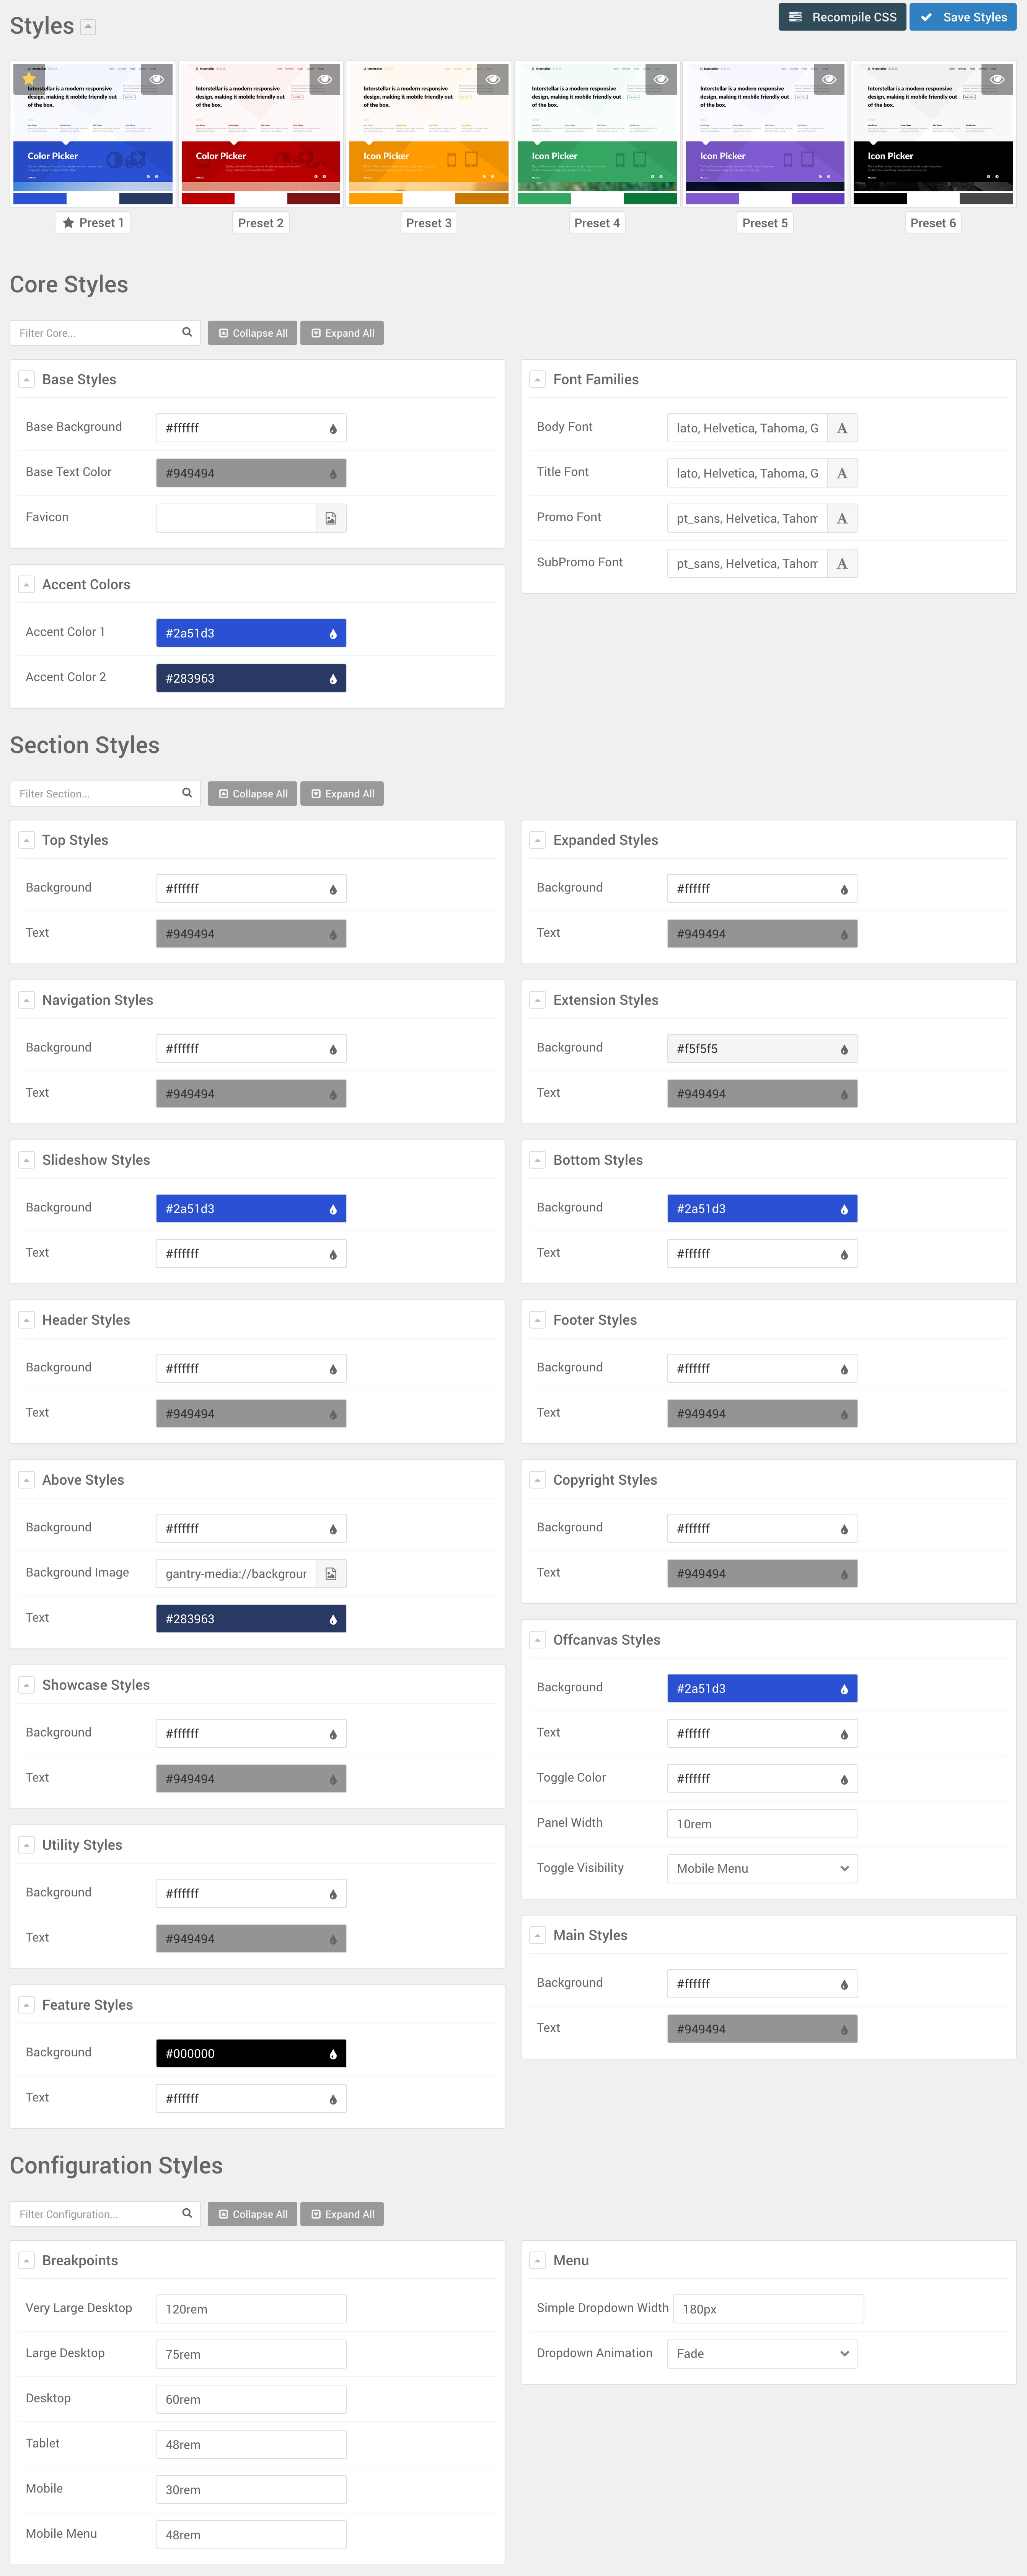 Styles
Recompile CSS
Save Styles
Interstellar is a modern responsive design, making it mobile friendly out of the box.
Color Picker
Interstellar is a modern responsive design, making it mobile friendly out of the box.
Color Picker
Interstellar is a modern responsive design, making it mobile friendly out of the box.
Icon Picker
Interstellar is a modern responsive design, making it mobile friendly out of the box.
Icon Picker
Interstellar is a modern responsive design, making it mobile friendly out of the box.
Icon Picker
Interstellar is a modern responsive design, making it mobile friendly out of the box.
Icon Picker
Preset 1
Preset 2
Preset 3
Preset 4
Preset 5
Preset 6
Core Styles
Filter Core...
Collapse All
Expand All
Base Styles
Base Background
#ffffff
Base Text Color
#949494
Favicon
Accent Colors
Accent Color 1
#2a51d3
Accent Color 2
#283963
Font Families
Body Font
lato, Helvetica, Tahoma, G
A
Title Font
lato, Helvetica, Tahoma, G
A
Promo Font
pt_sans, Helvetica, Tahom
A
SubPromo Font
pt_sans, Helvetica, Tahom
A
Section Styles
Filter Section...
Collapse All
Expand All
Top Styles
Background
#ffffff
Text
#949494
Navigation Styles
Background
#ffffff
Text
#949494
Slideshow Styles
Background
#2a51d3
Text
#ffffff
Header Styles
Background
#ffffff
Text
#949494
Above Styles
Background
#ffffff
Background Image
gantry-media://backgrour
Text
#283963
Showcase Styles
Background
#ffffff
Text
#949494
Utility Styles
Background
#ffffff
Text
#949494
Feature Styles
Background
#000000
Text
#ffffff
Expanded Styles
Background
#ffffff
Text
#949494
Extension Styles
Background
#f5f5f5
Text
#949494
Bottom Styles
Background
#2a51d3
Text
#ffffff
Footer Styles
Background
#ffffff
Text
#949494
Copyright Styles
Background
#ffffff
Text
#949494
Offcanvas Styles
Background
#2a51d3
Text
#ffffff
Toggle Color
#ffffff
Panel Width
10rem
Toggle Visibility
Mobile Menu
Main Styles
Background
#ffffff
Text
#949494
Configuration Styles
Filter Configuration...
Collapse All
Expand All
Breakpoints
Very Large Desktop
120rem
Large Desktop
75rem
Desktop
60rem
Tablet
48rem
Mobile
30rem
Mobile Menu
48rem
Menu
Simple Dropdown Width
180px
Dropdown Animation
Fade